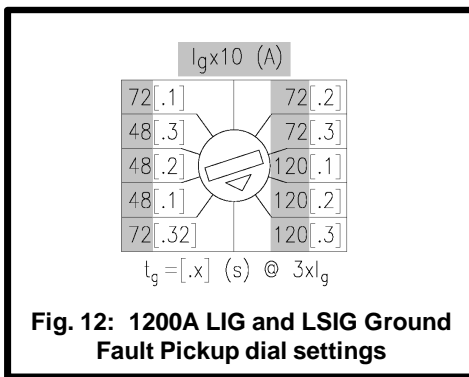 Igx10 (A)
72[.1] 72[.2]
48[.3] 72[.3]
48[.2] 120[.1]
48[.1] 120[.2]
72[.32] 120[.3]
tg =[.x] (s) @ 3xIg
Fig. 12: 1200A LIG and LSIG Ground
Fault Pickup dial settings